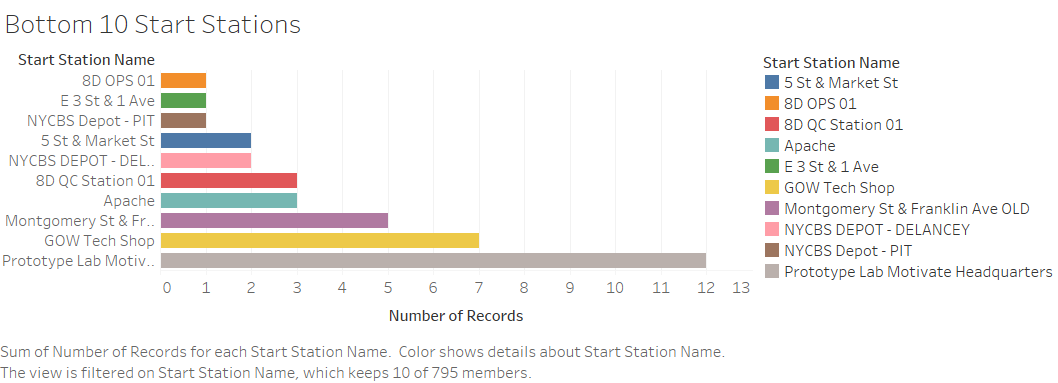 Bottom 10 Start Stations
Start Station Name
8D OPS 01
E 3 St & 1 Ave
NYCBS Depot - PIT
5 St & Market St
NYCBS DEPOT - DEL..
8D QC Station 01
Apache
Montgomery St & Fr..
GOW Tech Shop
Prototype Lab Motiv..
0 1 2 3 4 5 6 7 8 9 10 11 12 13
Number of Records
Start Station Name
5 St & Market St
8D OPS 01
8D QC Station 01
Apache
E 3 St & 1 Ave
GOW Tech Shop
Montgomery St & Franklin Ave OLD
NYCBS DEPOT - DELANCEY
NYCBS Depot - PIT
Prototype Lab Motivate Headquarters
Sum of Number of Records for each Start Station Name.  Color shows details about Start Station Name.
The view is filtered on Start Station Name, which keeps 10 of 795 members.